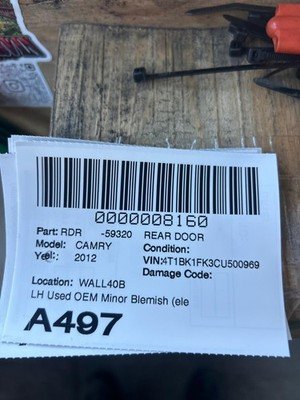 0000008160
Part: RDR -59320 REAR DOOR
Model: CAMRY Condition:
Year: 2012 VIN:4T1BK1FK3CU500969
Damage Code:
Location: WALL40B
LH Used OEM Minor Blemish (ele
A497